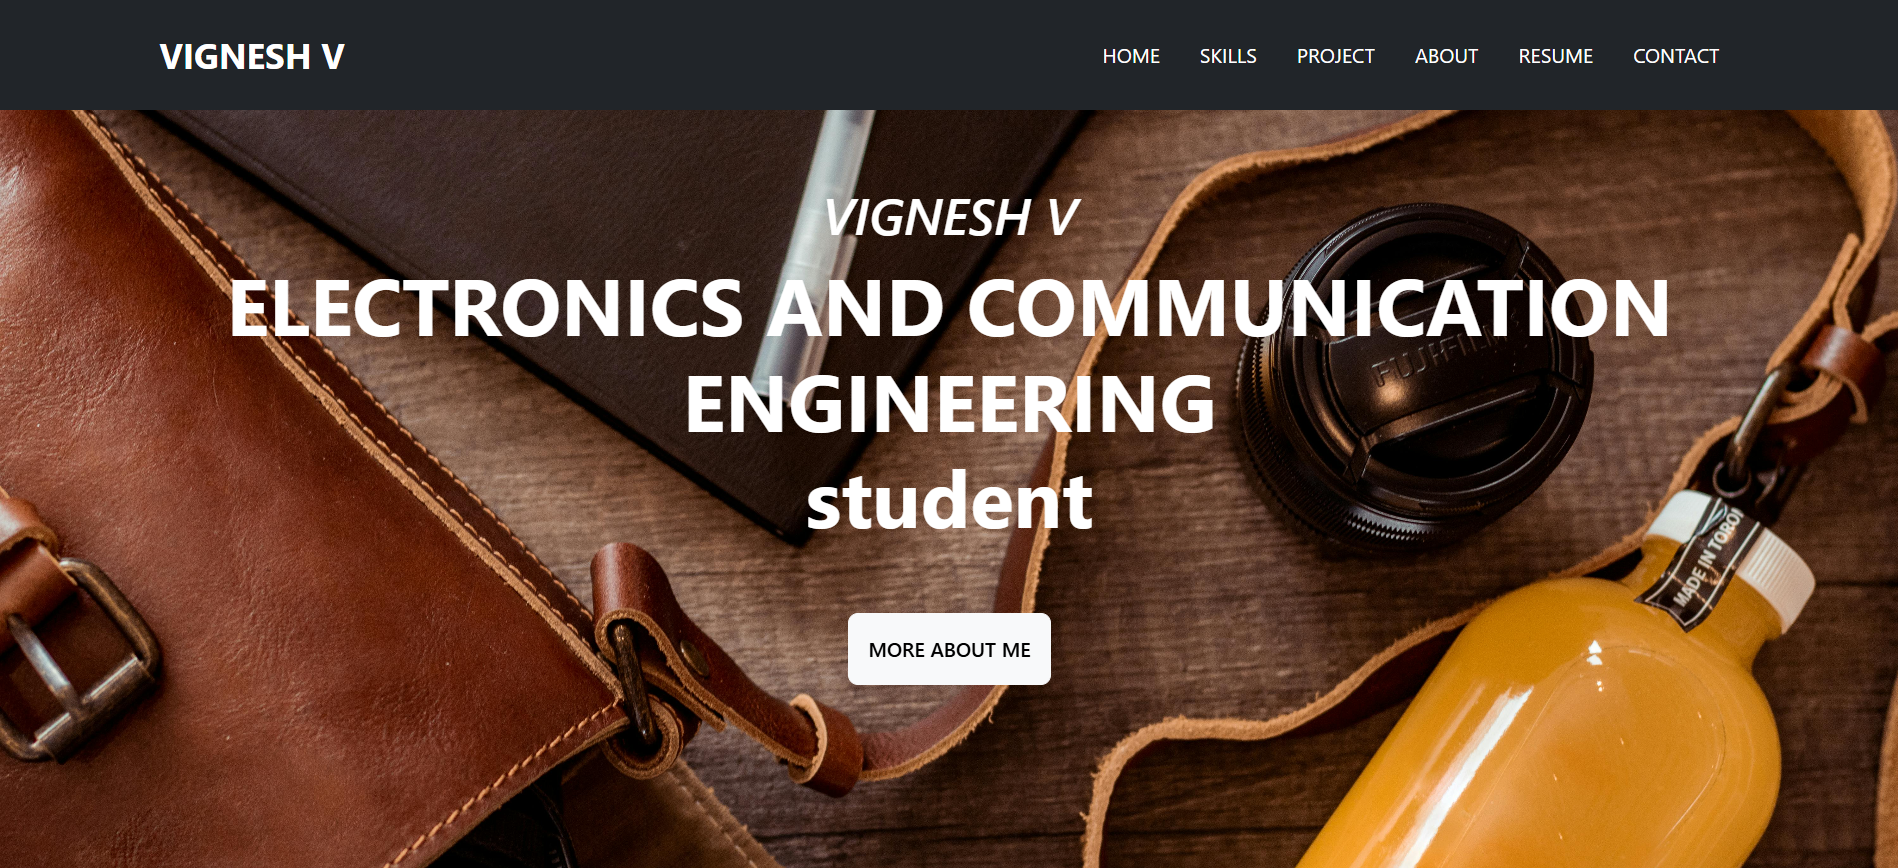 VIGNESH V
HOME SKILLS PROJECT ABOUT RESUME CONTACT
VIGNESH V
ELECTRONICS AND COMMUNICATION
ENGINEERING
student
FUJIFILM
MADE IN
MORE ABOUT ME